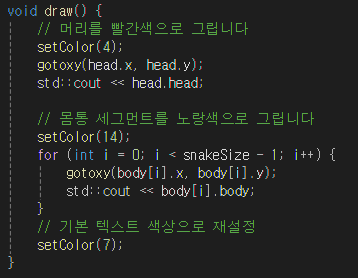 void draw() {
    // 머리를 빨간색으로 그립니다
    setColor(4);
    gotoxy(head.x, head.y);
    std::cout << head.head;

    // 몸통 세그먼트를 노랑색으로 그립니다
    setColor(14);
    for (int i = 0; i < snakeSize - 1; i++) {
        gotoxy(body[i].x, body[i].y);
        std::cout << body[i].body;
    }
    // 기본 텍스트 색상으로 재설정
    setColor(7);
}